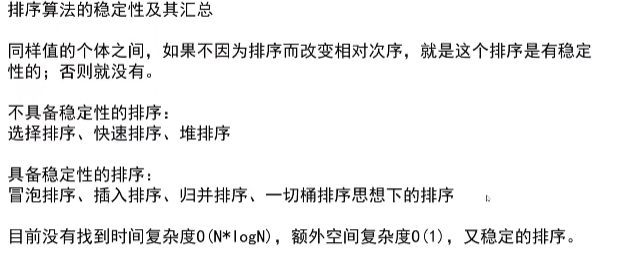 排序算法的稳定性及其汇总
同样值的个体之间，如果不因为排序而改变相对次序，就是这个排序是有稳定
性的；否则就没有。
不具备稳定性的排序：
选择排序、快速排序、堆排序
具备稳定性的排序：
冒泡排序、插入排序、归并排序、一切桶排序思想下的排序
目前没有找到时间复杂度O(N*logN)，额外空间复杂度O(1)，又稳定的排序。